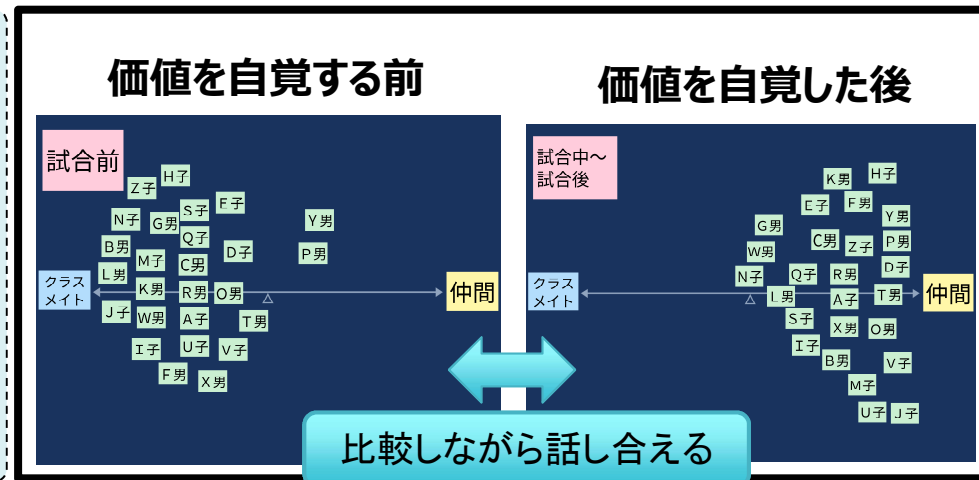 価値を自覚する前
試合前
H子
Z子
E子
S子
N子
G男
Y男
Q子
B男
D子
P男
M子
C男
L男
クラス
メイト
K男
R男
O男
仲間
J子
W男
A子
T男
I子
U子
V子
F男
X男
価値を自覚した後
試合中～
試合後
H子
K男
F男
E子
Y男
G男
C男
P男
Z子
W男
D子
Q子
R男
N子
クラス
メイト
L男
A子
T男
仲間
S子
X男
O男
I子
B男
V子
M子
U子
J子
比較しながら話し合える